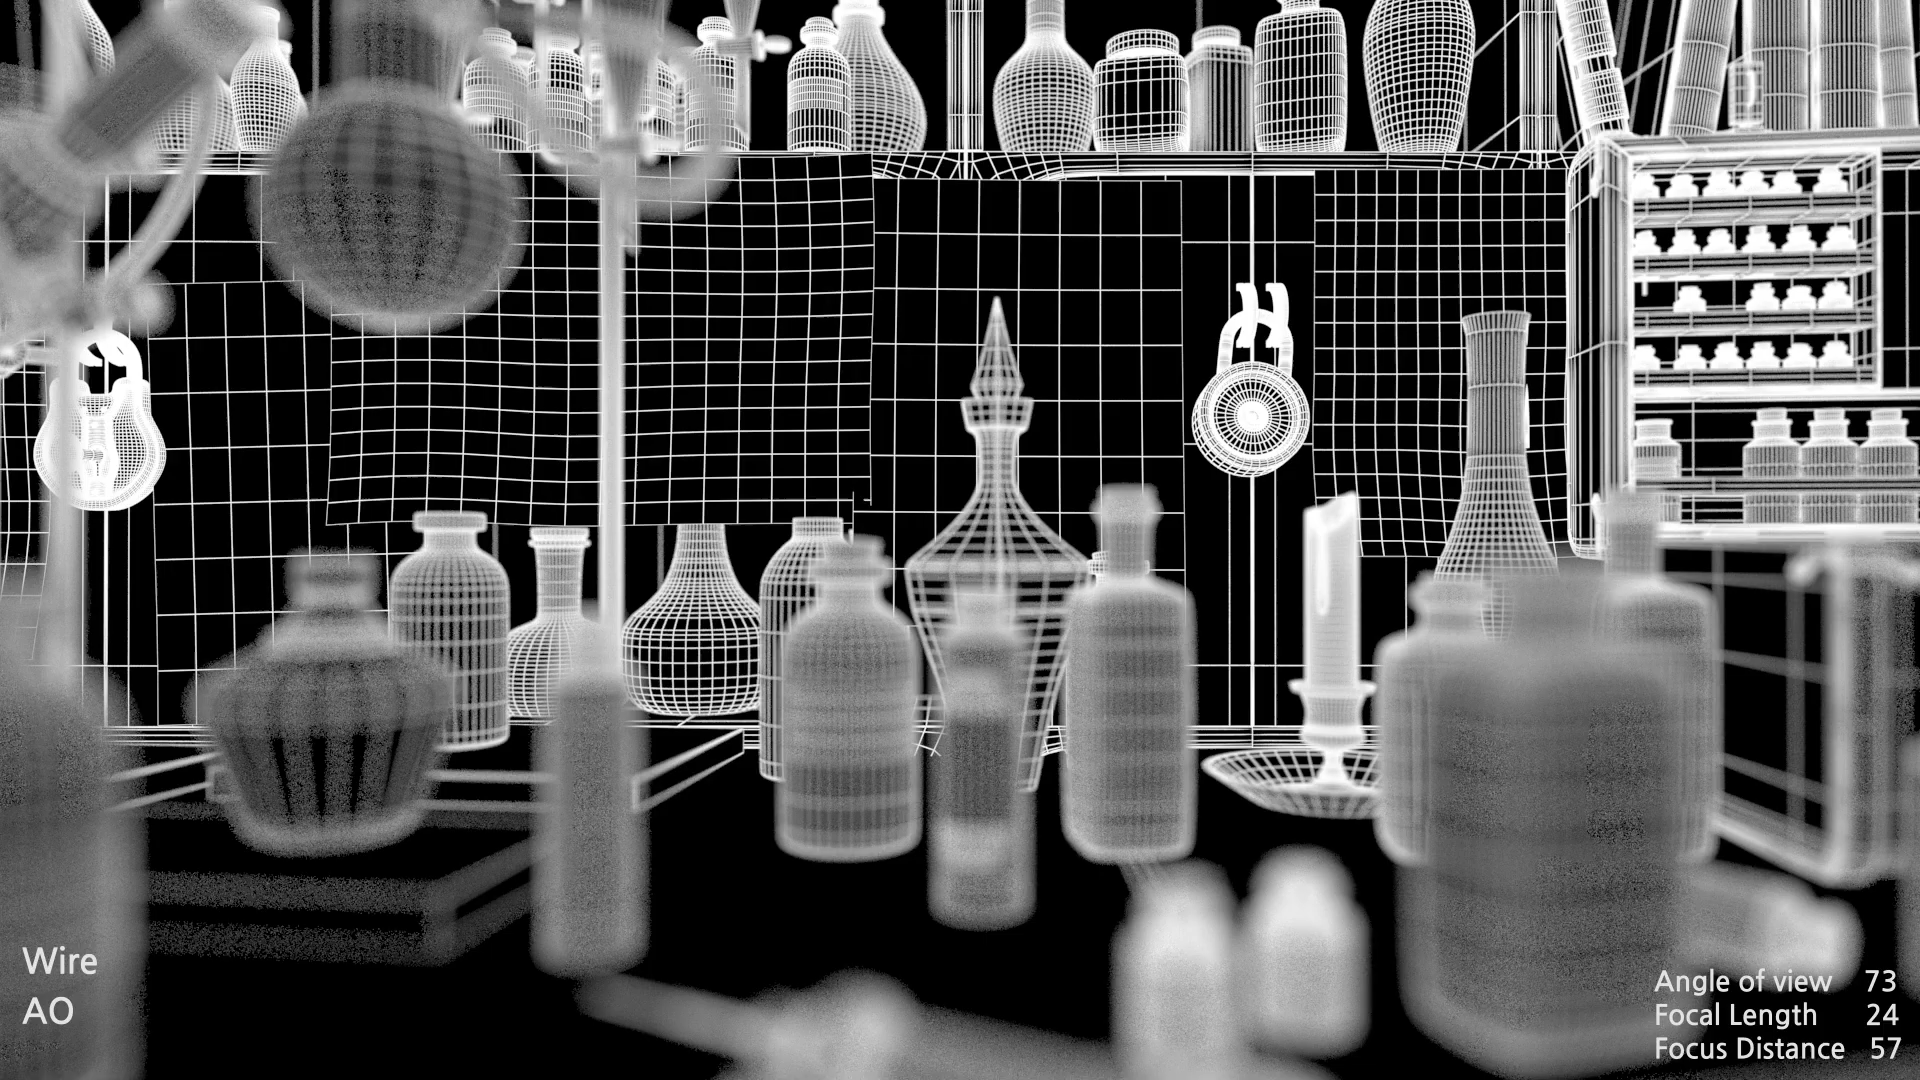 Wire
AO
Angle of view 73
Focal Length 24
Focus Distance 57